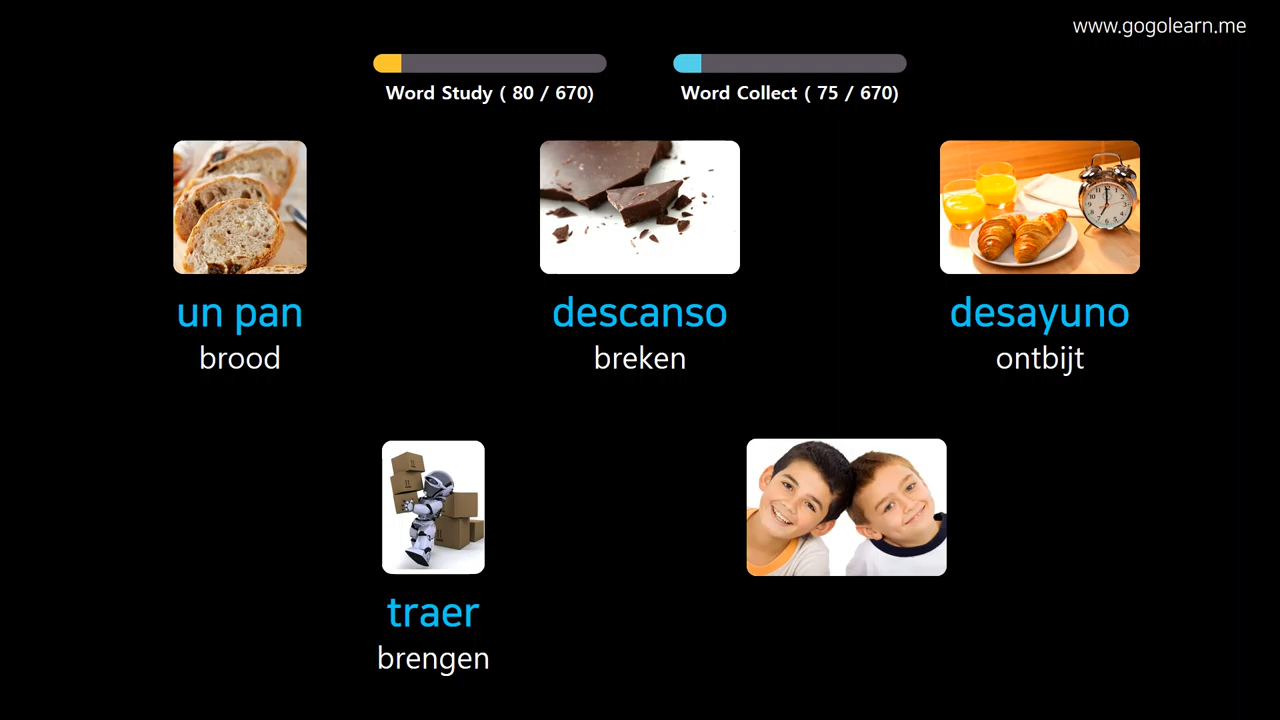 www.gogolearn.me
Word Study ( 80 / 670)
Word Collect ( 75 / 670)
un pan
brood
descanso
breken
desayuno
ontbijt
traer
brengen